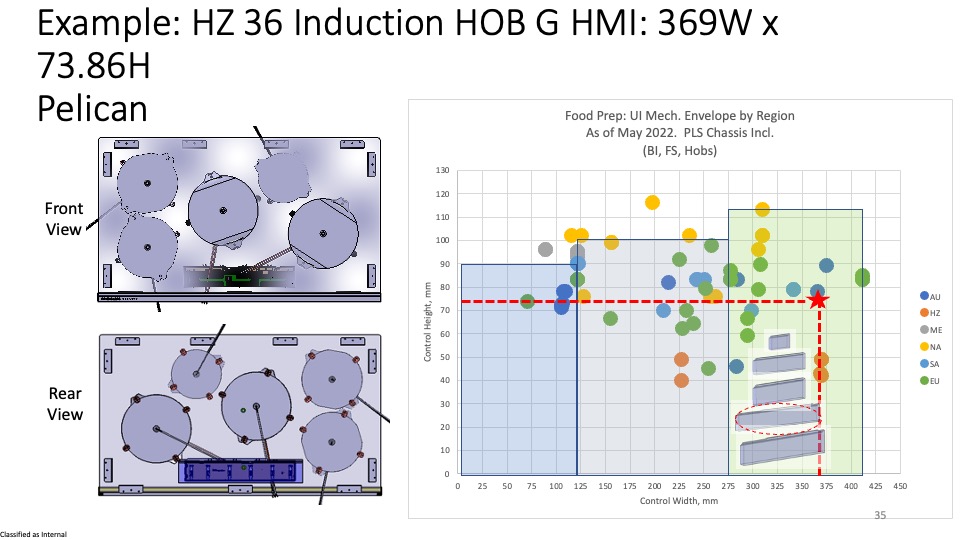 Example: HZ 36 Induction HOB G HMI: 369W x
73.86H
Pelican
Front
View
Rear
View
Food Prep: UI Mech. Envelope by Region
As of May 2022.  PLS Chassis Incl.
(BI, FS, Hobs)
Control Height, mm
130
120
110
100
90
80
70
60
50
40
30
20
10
0
0 25 50 75 100 125 150 175 200 225 250 275 300 325 350 375 400 425 450
Control Width, mm
AU
HZ
ME
NA
SA
EU
35
Classified as Internal